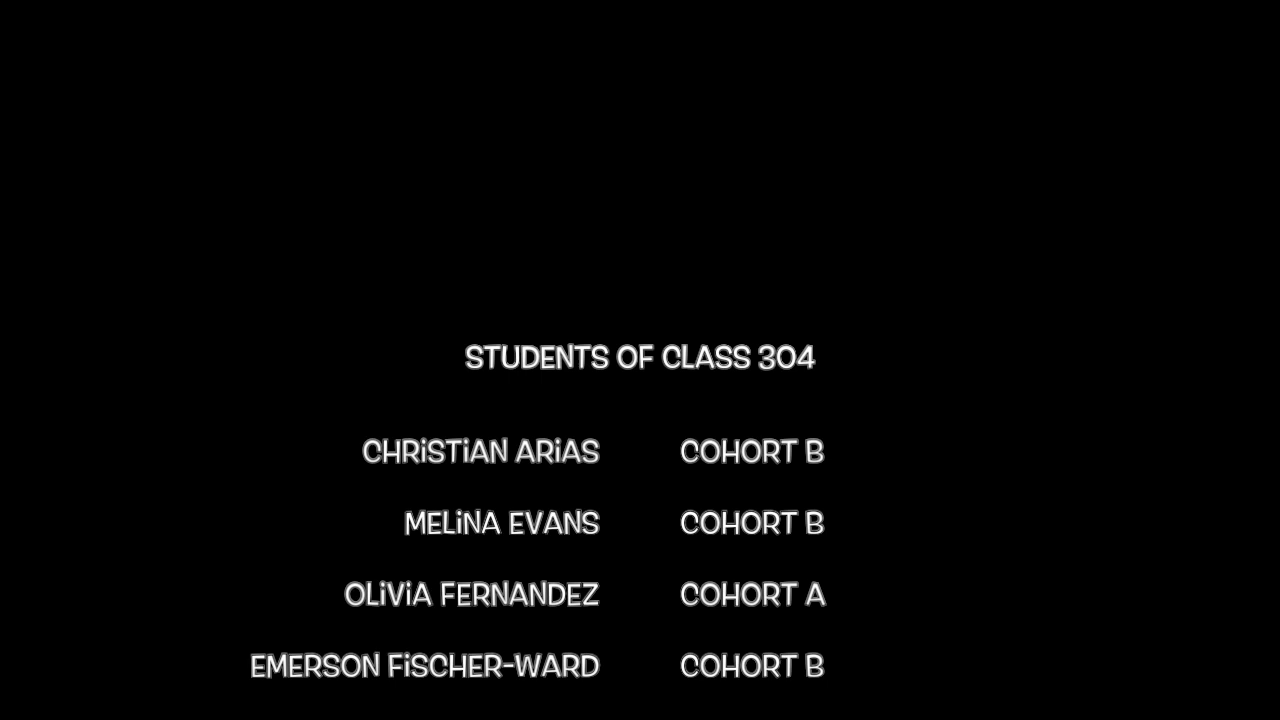 STUDENTS OF CLASS 304
CHRiSTiAN ARiAS COHORT B
MELiNA EVANS COHORT B
OLiViA FERNANDEZ COHORT A
EMERSON FiSCHER-WARD COHORT B